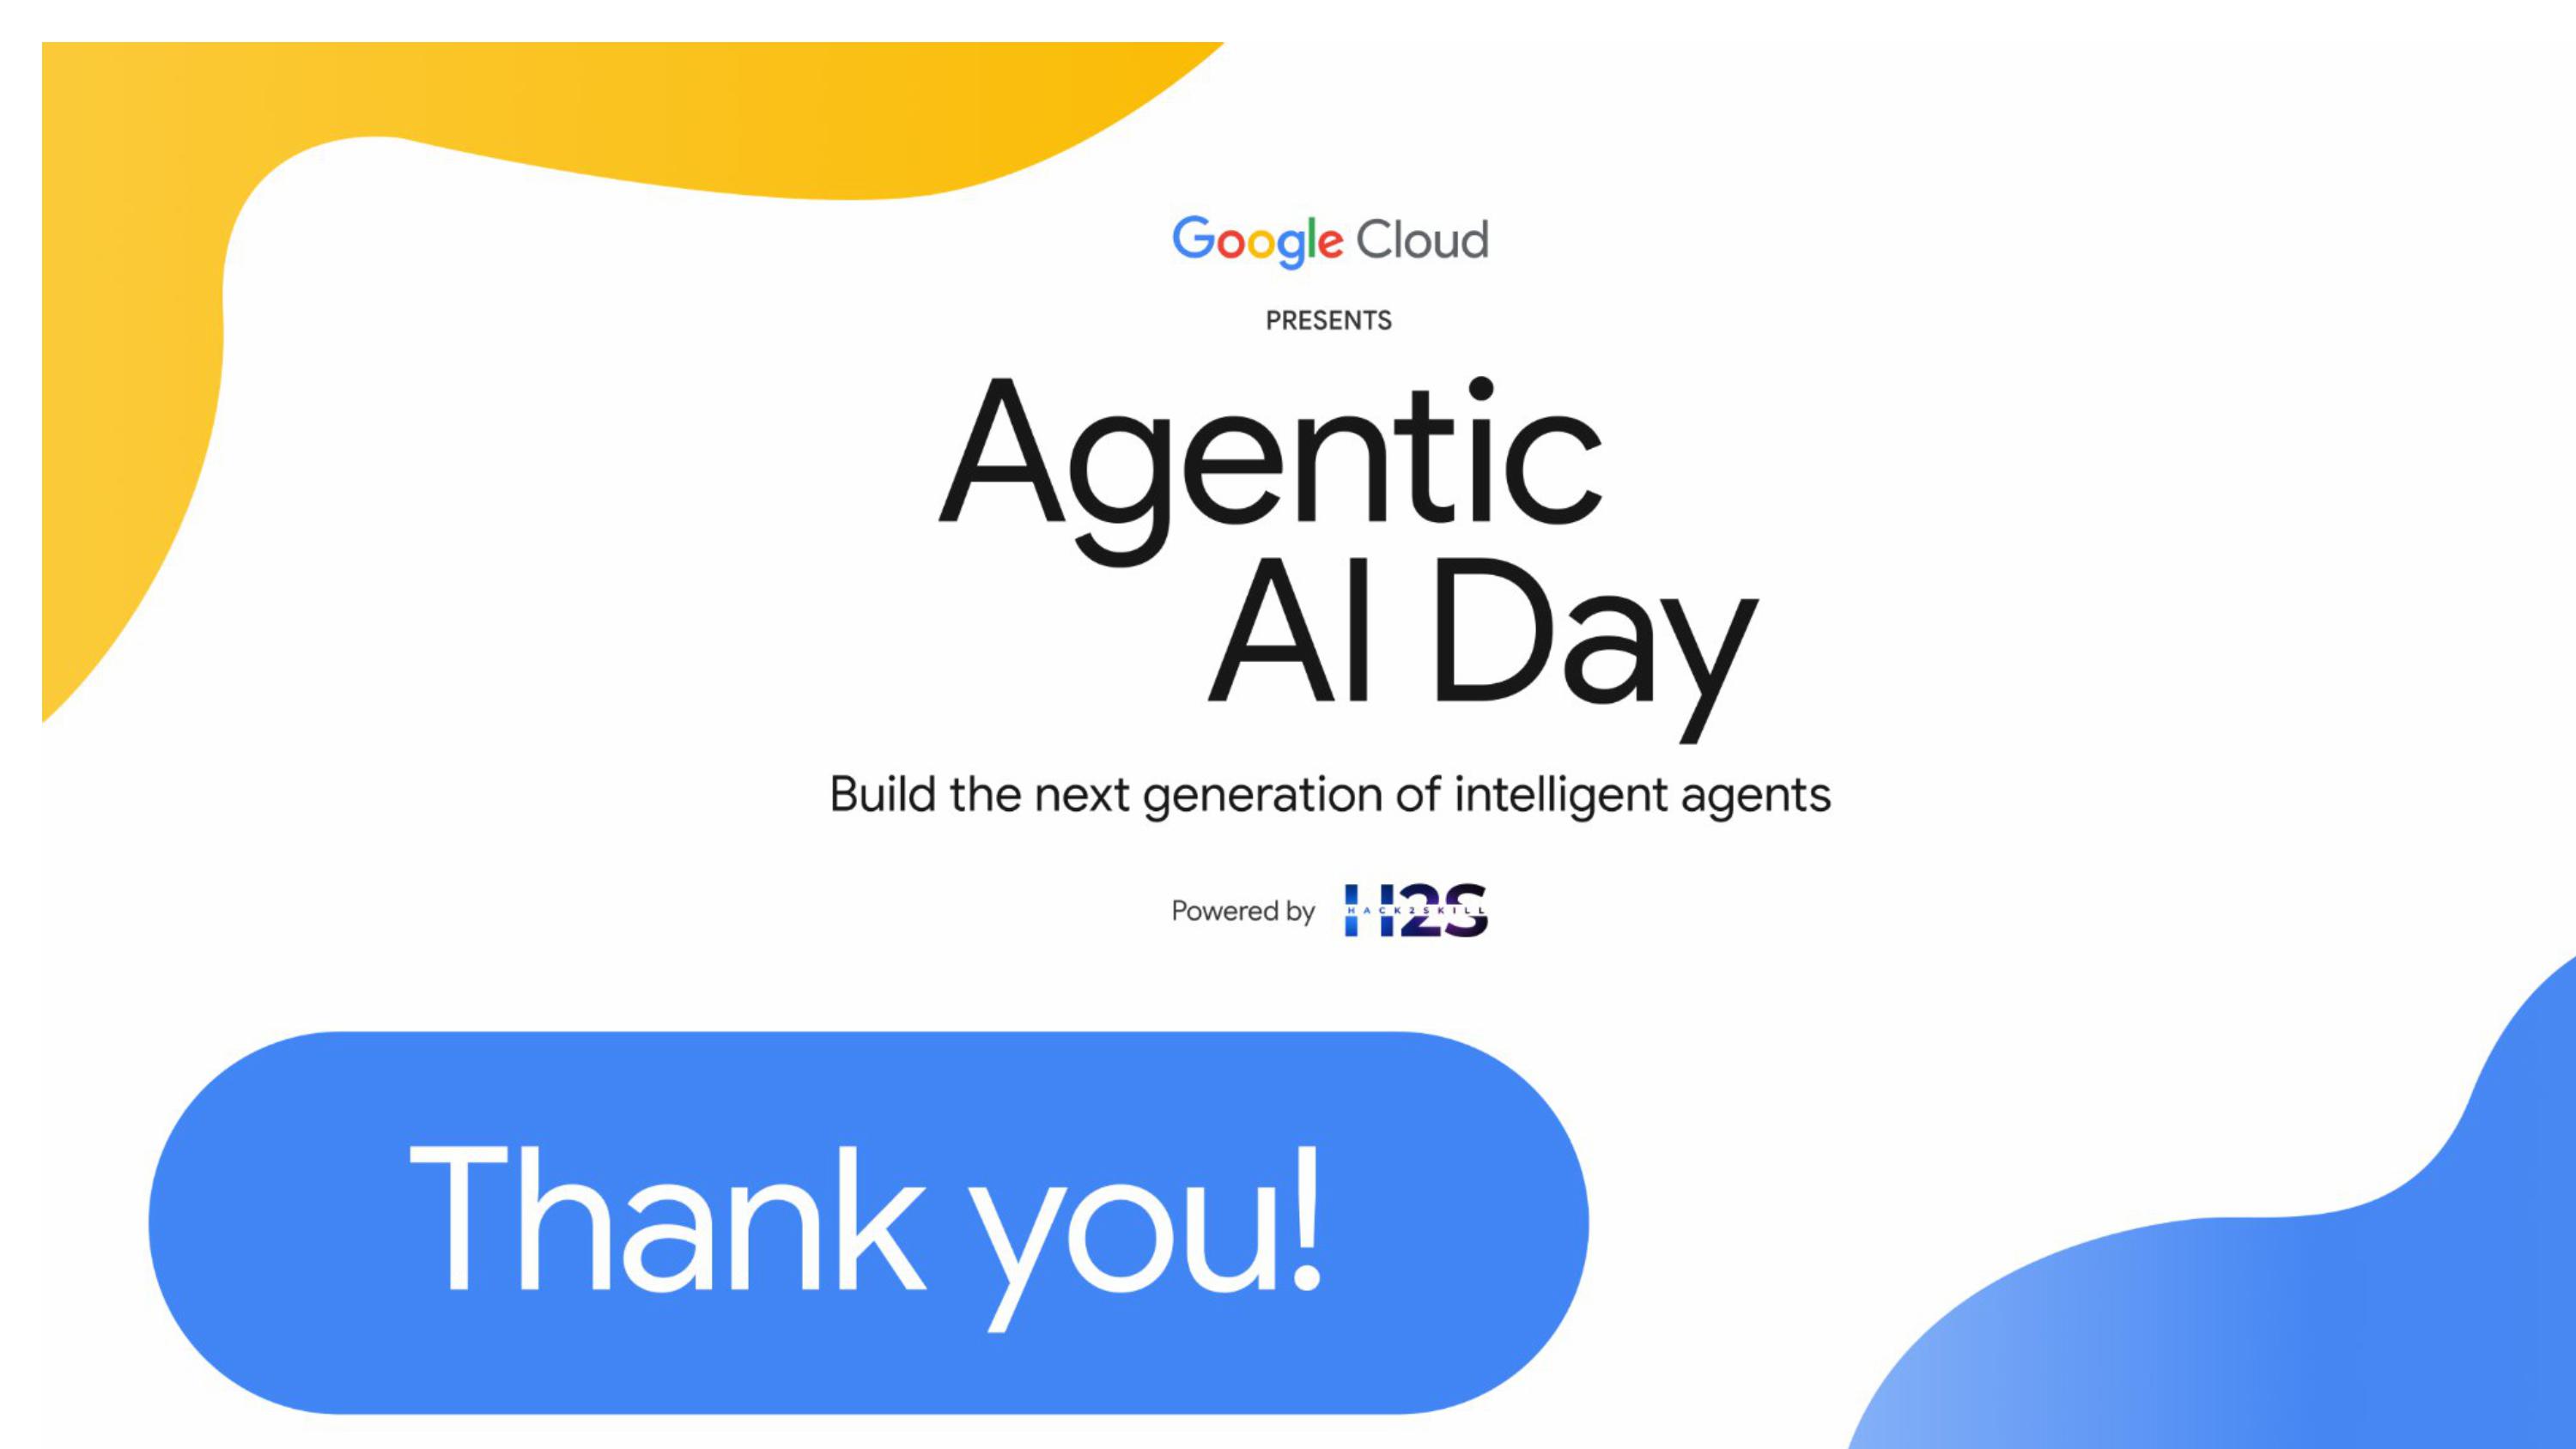 Google Cloud
PRESENTS
Agentic
AI Day
Build the next generation of intelligent agents
Powered by H2S
HACK2SKILL
Thank you!